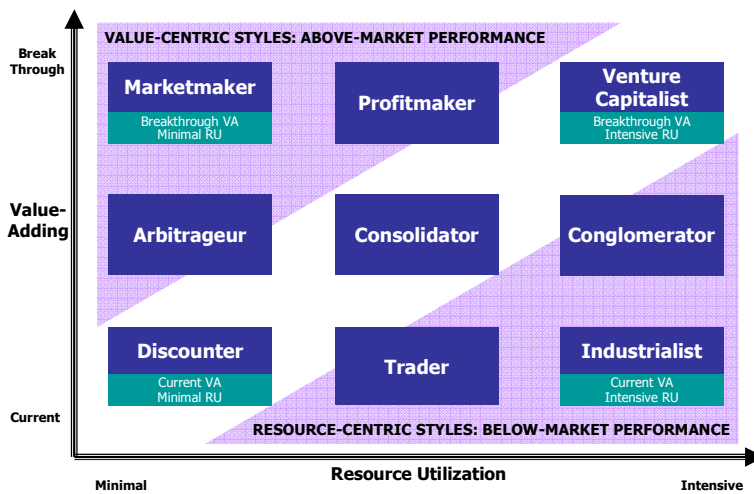 VALUE-CENTRIC STYLES: ABOVE-MARKET PERFORMANCE
Break
Through
Marketmaker
Breakthrough VA
Minimal RU
Profitmaker
Venture
Capitalist
Breakthrough VA
Intensive RU
Value-
Adding
Arbitrageur
Consolidator
Conglomerator
Discounter
Current VA
Minimal RU
Trader
Industrialist
Current VA
Intensive RU
Current
RESOURCE-CENTRIC STYLES: BELOW-MARKET PERFORMANCE
Minimal
Resource Utilization
Intensive